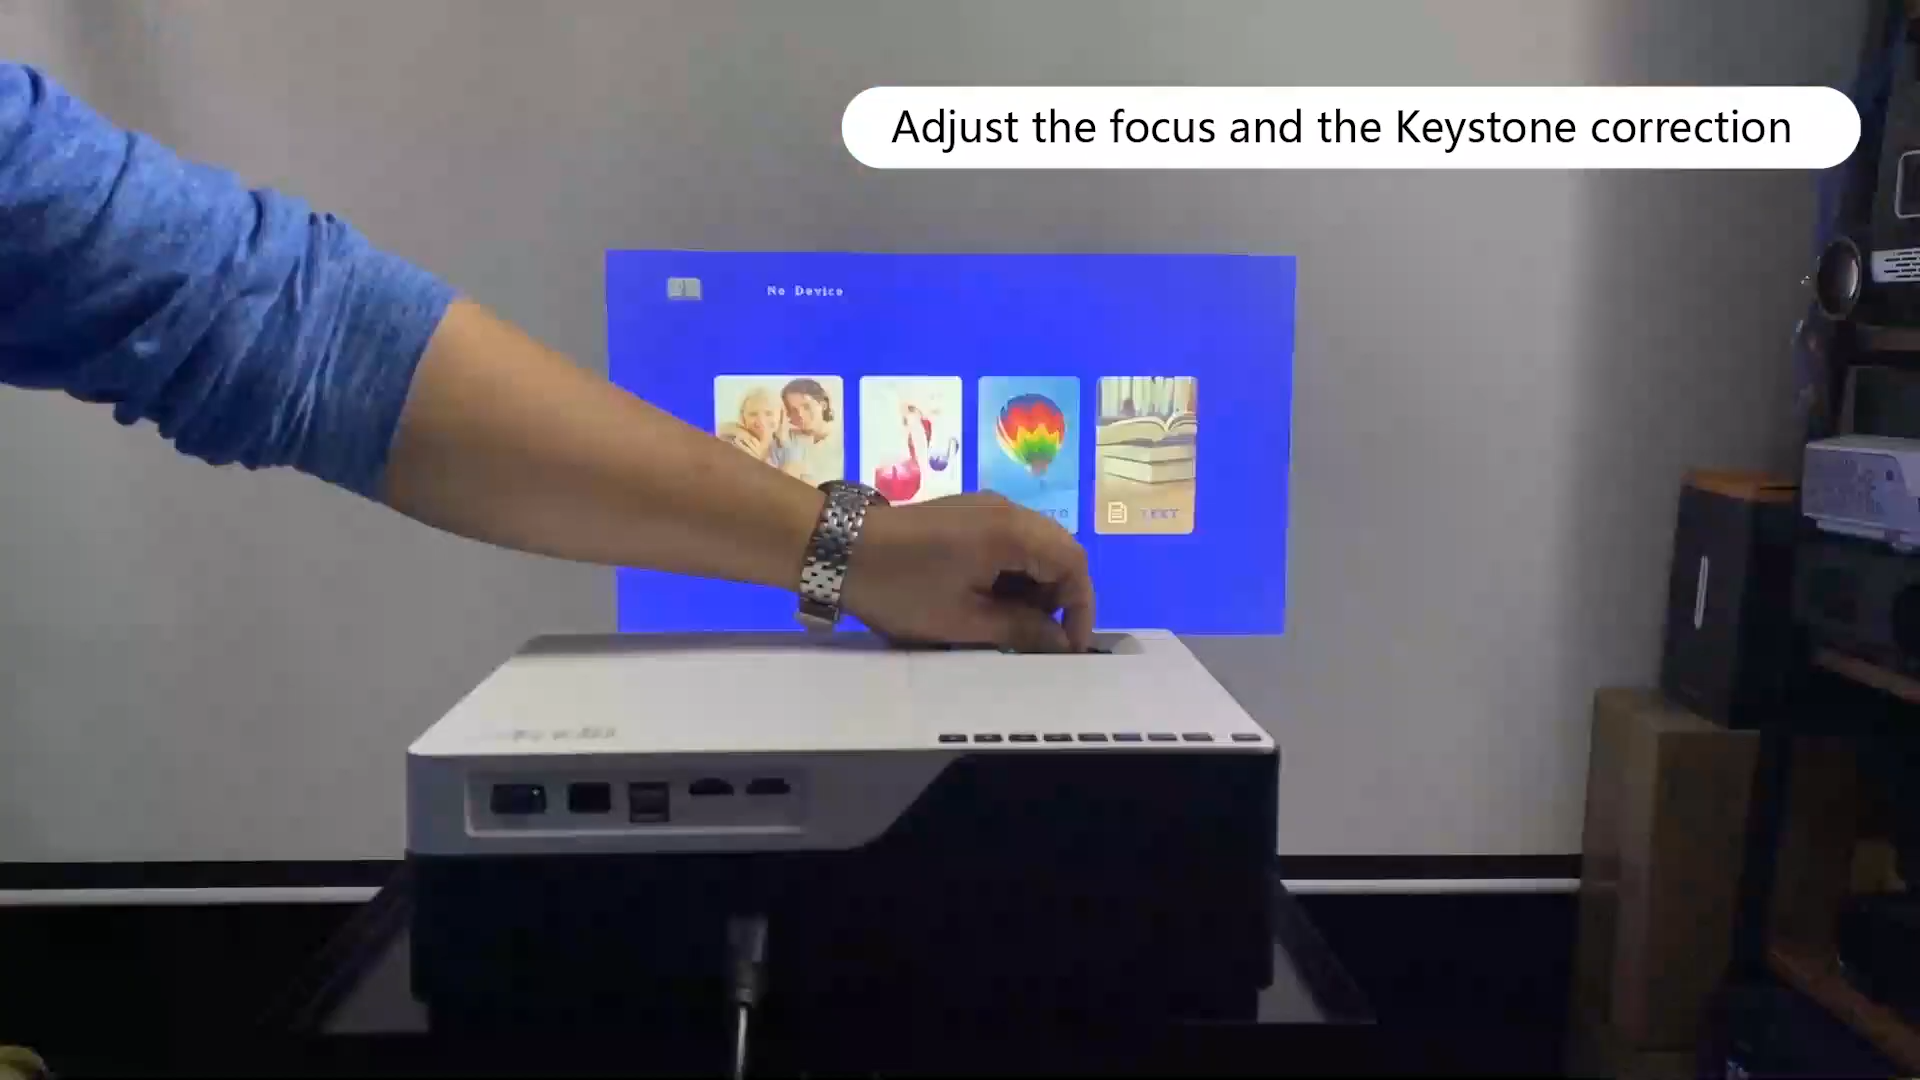 Adjust the focus and the Keystone correction
No Device
TEXT